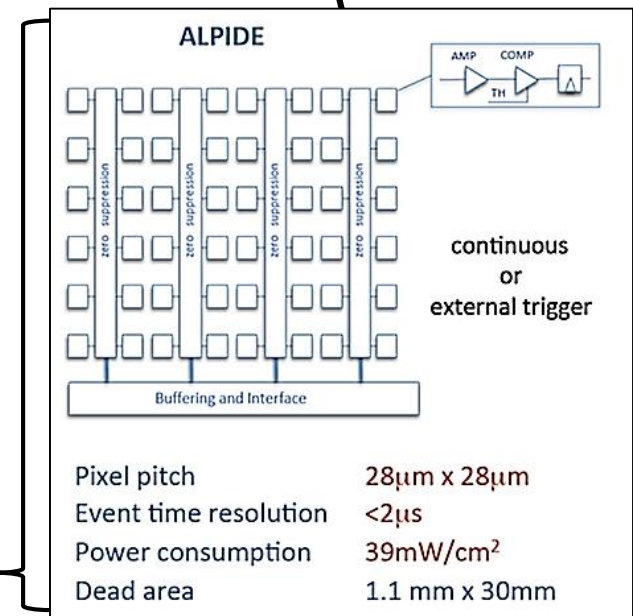 ALPIDE
AMP COMP
TH
zero suppression
zero suppression
zero suppression
zero suppression
continuous
or
external trigger
Buffering and Interface
Pixel pitch 28μm x 28μm
Event time resolution <2μs
Power consumption 39mW/cm²
Dead area 1.1 mm x 30mm